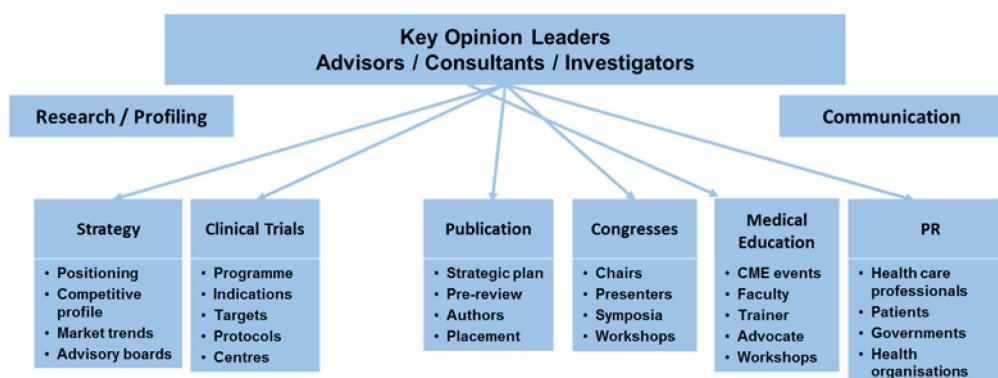 Key Opinion Leaders
Advisors / Consultants / Investigators
Research / Profiling
Communication
Strategy
• Positioning
• Competitive
profile
• Market trends
• Advisory boards
Clinical Trials
• Programme
• Indications
• Targets
• Protocols
• Centres
Publication
• Strategic plan
• Pre-review
• Authors
• Placement
Congresses
• Chairs
• Presenters
• Symposia
• Workshops
Medical
Education
• CME events
• Faculty
• Trainer
• Advocate
• Workshops
PR
• Health care
professionals
• Patients
• Governments
• Health
organisations